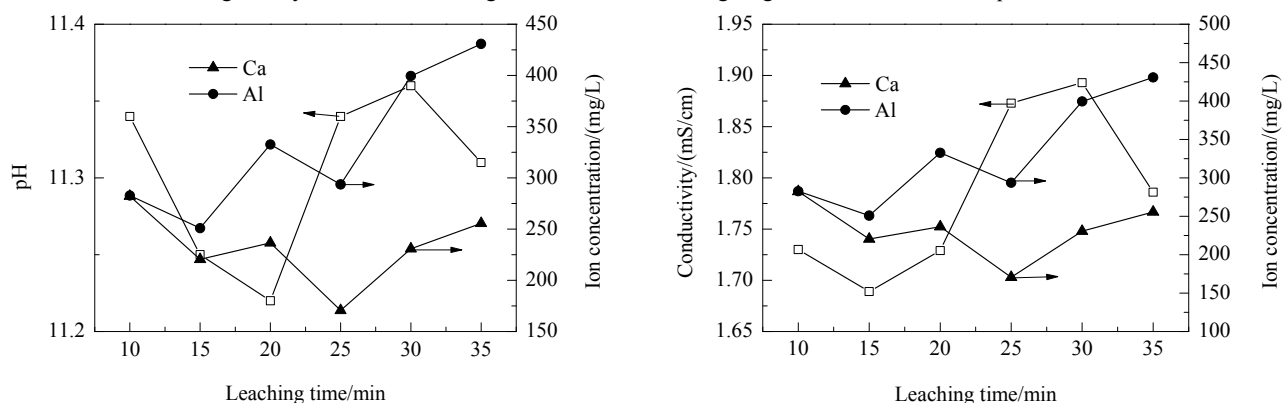 11.4
11.3
11.2
pH
Ca
Al
450
400
350
300
250
200
150
Ion concentration/(mg/L)
10 15 20 25 30 35
Leaching time/min
1.95
1.90
1.85
1.80
1.75
1.70
1.65
Conductivity/(mS/cm)
Ca
Al
500
450
400
350
300
250
200
150
100
Ion concentration/(mg/L)
10 15 20 25 30 35
Leaching time/min